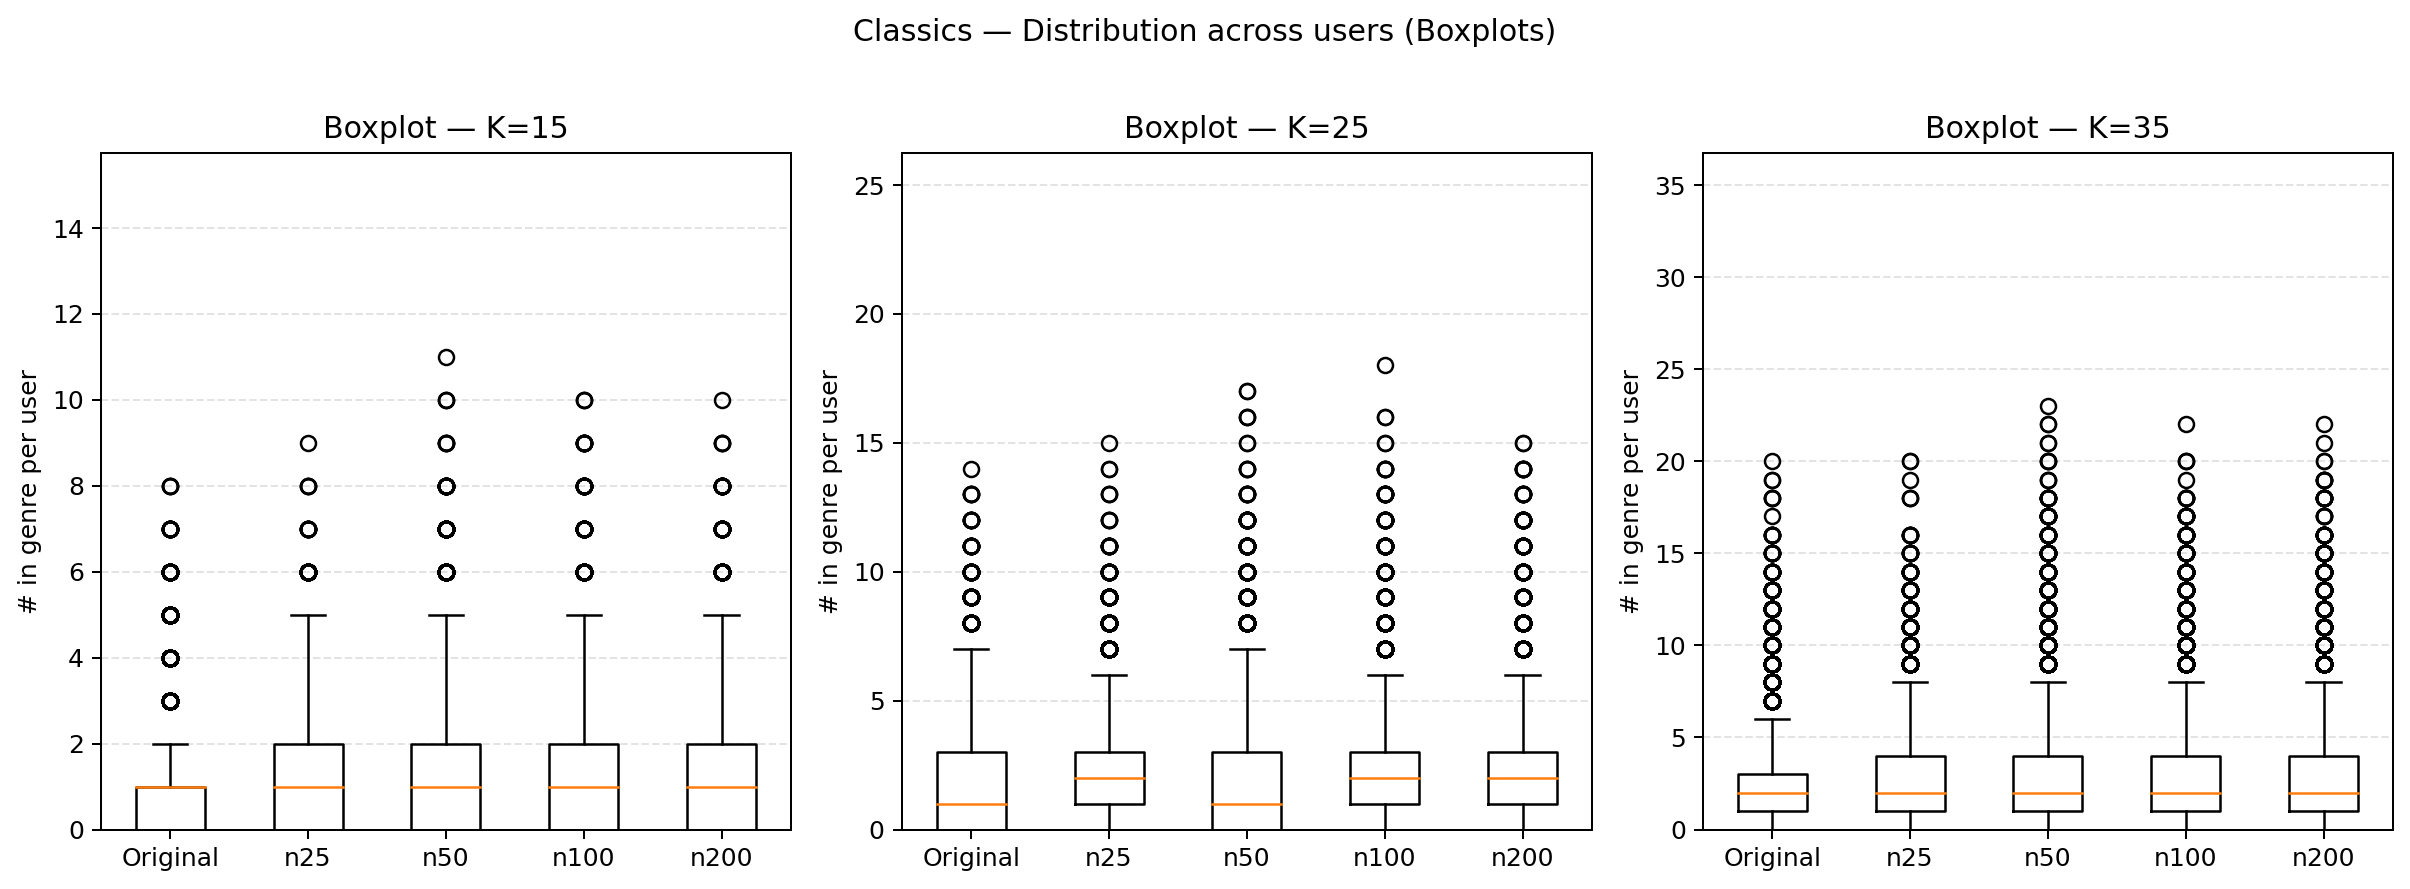 Classics — Distribution across users (Boxplots)
Boxplot — K=15
# in genre per user
14
12
10
8
6
4
2
0
Original n25 n50 n100 n200
Boxplot — K=25
# in genre per user
25
20
15
10
5
0
Original n25 n50 n100 n200
Boxplot — K=35
# in genre per user
35
30
25
20
15
10
5
0
Original n25 n50 n100 n200